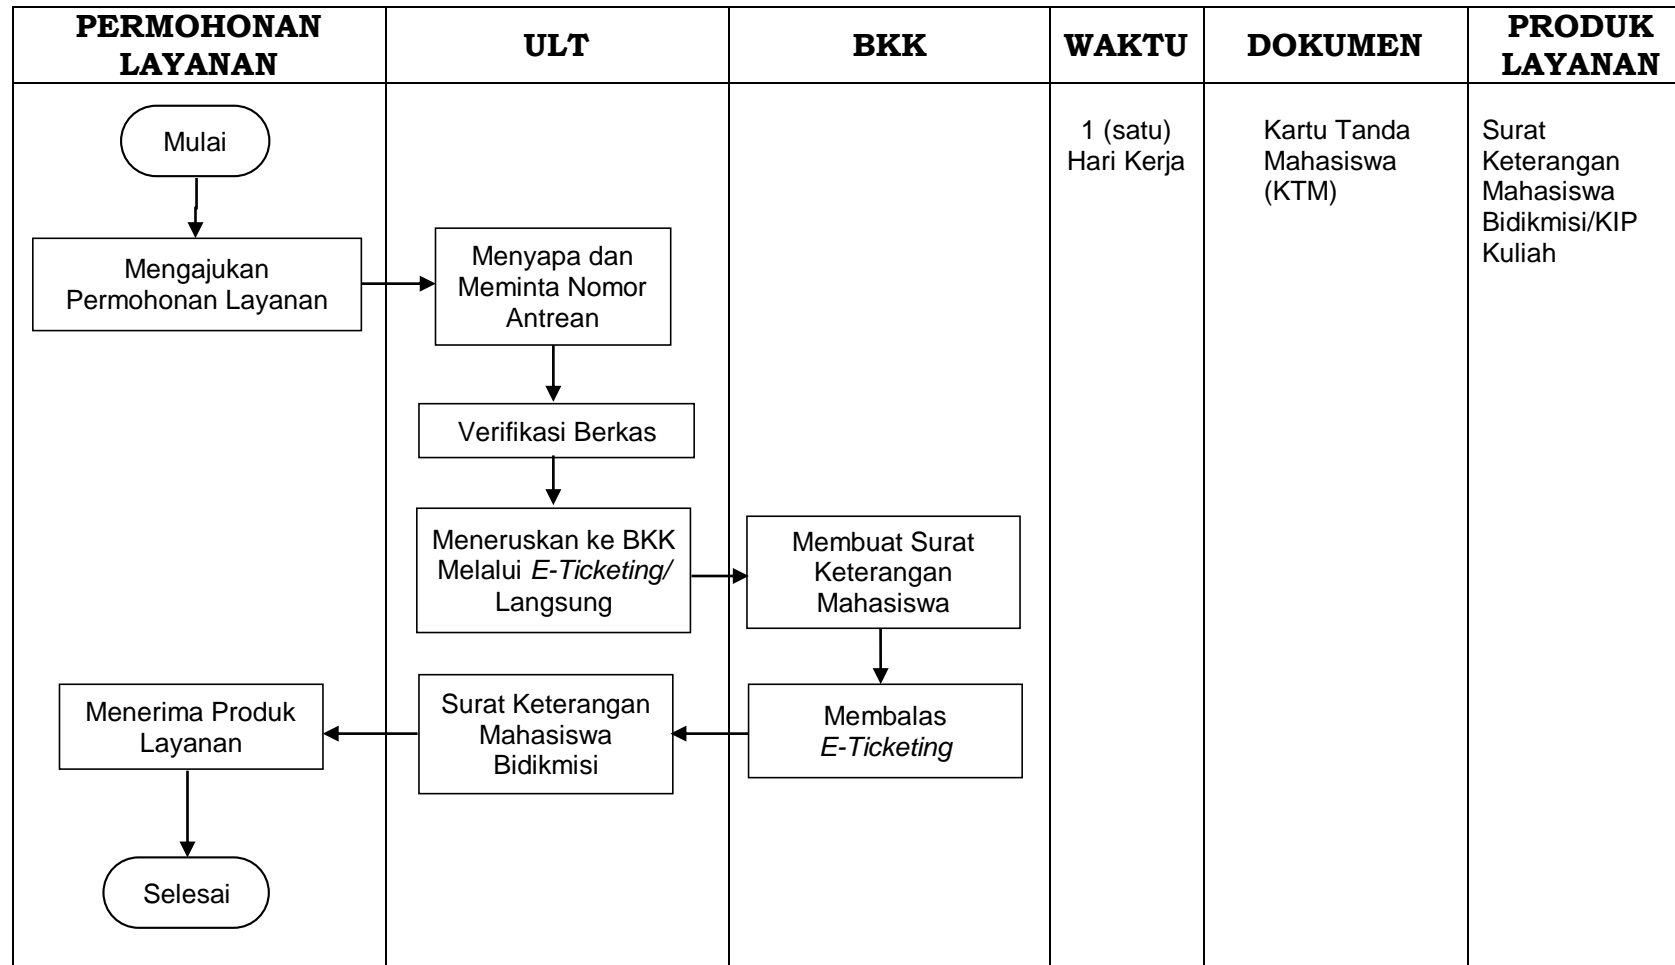 PERMOHONAN
LAYANAN
ULT
BKK
WAKTU
DOKUMEN
PRODUK
LAYANAN
Mulai
1 (satu)
Hari Kerja
Kartu Tanda
Mahasiswa
(KTM)
Surat
Keterangan
Mahasiswa
Bidikmisi/KIP
Kuliah
Mengajukan
Permohonan Layanan
Menyapa dan
Meminta Nomor
Antrean
Verifikasi Berkas
Meneruskan ke BKK
Melalui E-Ticketing/
Langsung
Membuat Surat
Keterangan
Mahasiswa
Membalas
E-Ticketing
Surat Keterangan
Mahasiswa
Bidikmisi
Menerima Produk
Layanan
Selesai